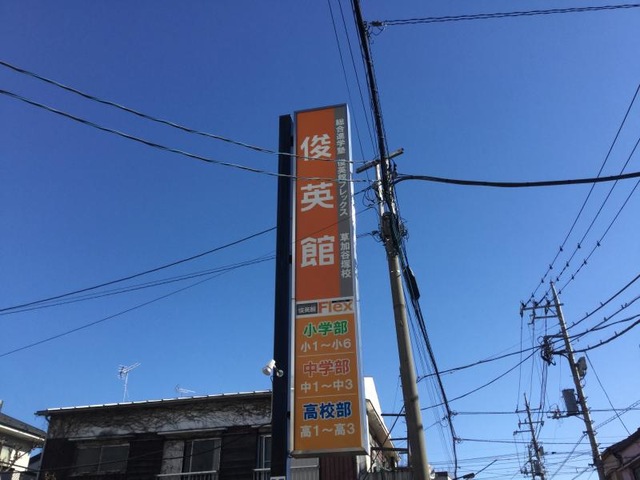 俊英館
総合進学塾 俊英館フレックス 草加谷塚校
俊英館 Flex
小学部
小1～小6
中学部
中1～中3
高校部
高1～高3